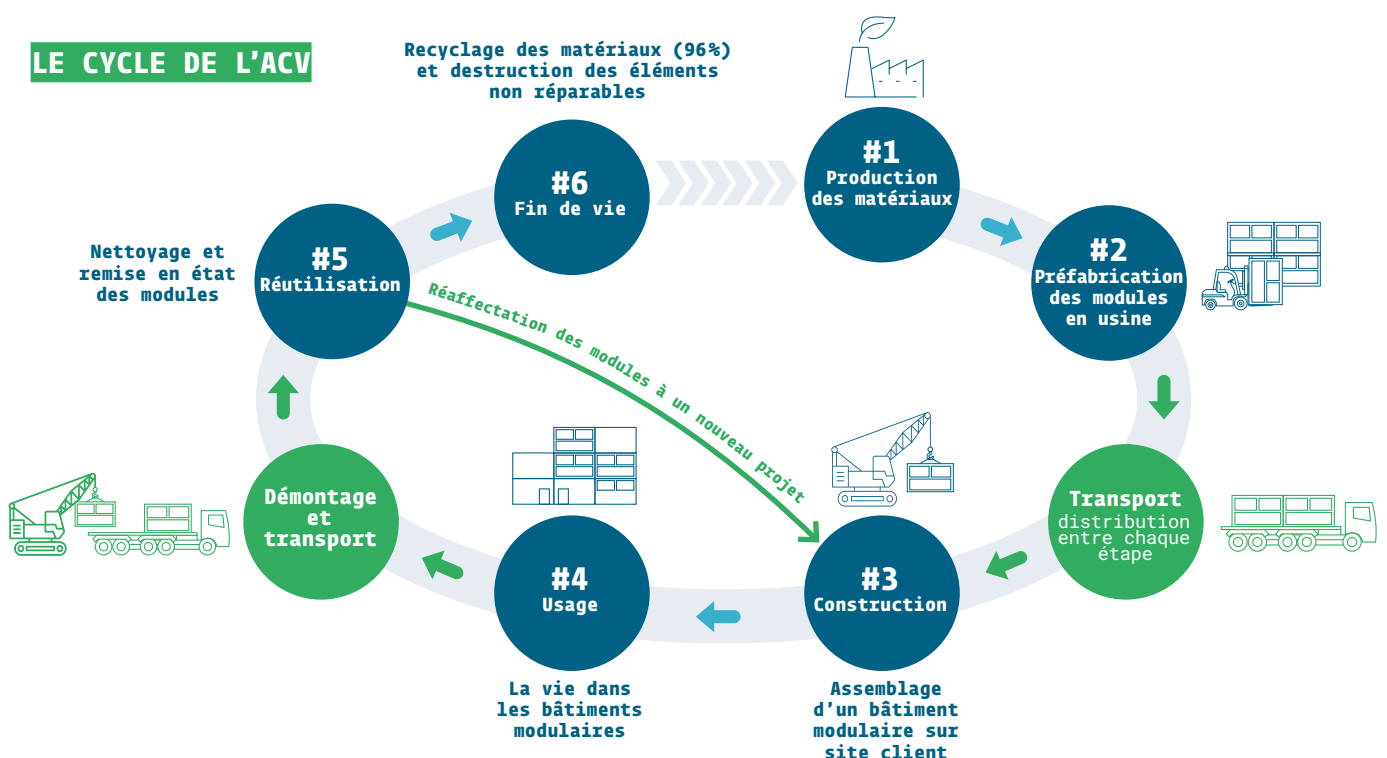 LE CYCLE DE L'ACV
Recyclage des matériaux (96%)
et destruction des éléments
non réparables
#1
Production
des matériaux
#2
Préfabrication
des modules
en usine
Transport
distribution
entre chaque
étape
#3
Construction
Assemblage
d'un bâtiment
modulaire sur
site client
#4
Usage
La vie dans
les bâtiments
modulaires
Démontage
et
transport
#5
Réutilisation
Nettoyage et
remise en état
des modules
Réaffectation des modules à un nouveau projet
#6
Fin de vie